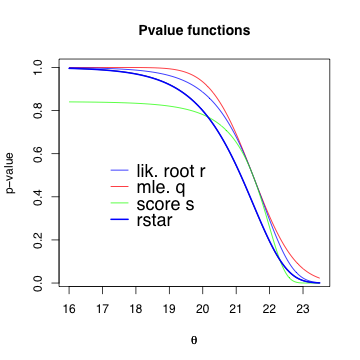 Pvalue functions
p-value
1.0
0.8
0.6
0.4
0.2
0.0
lik. root r
mle. q
score s
rstar
16 17 18 19 20 21 22 23
θ